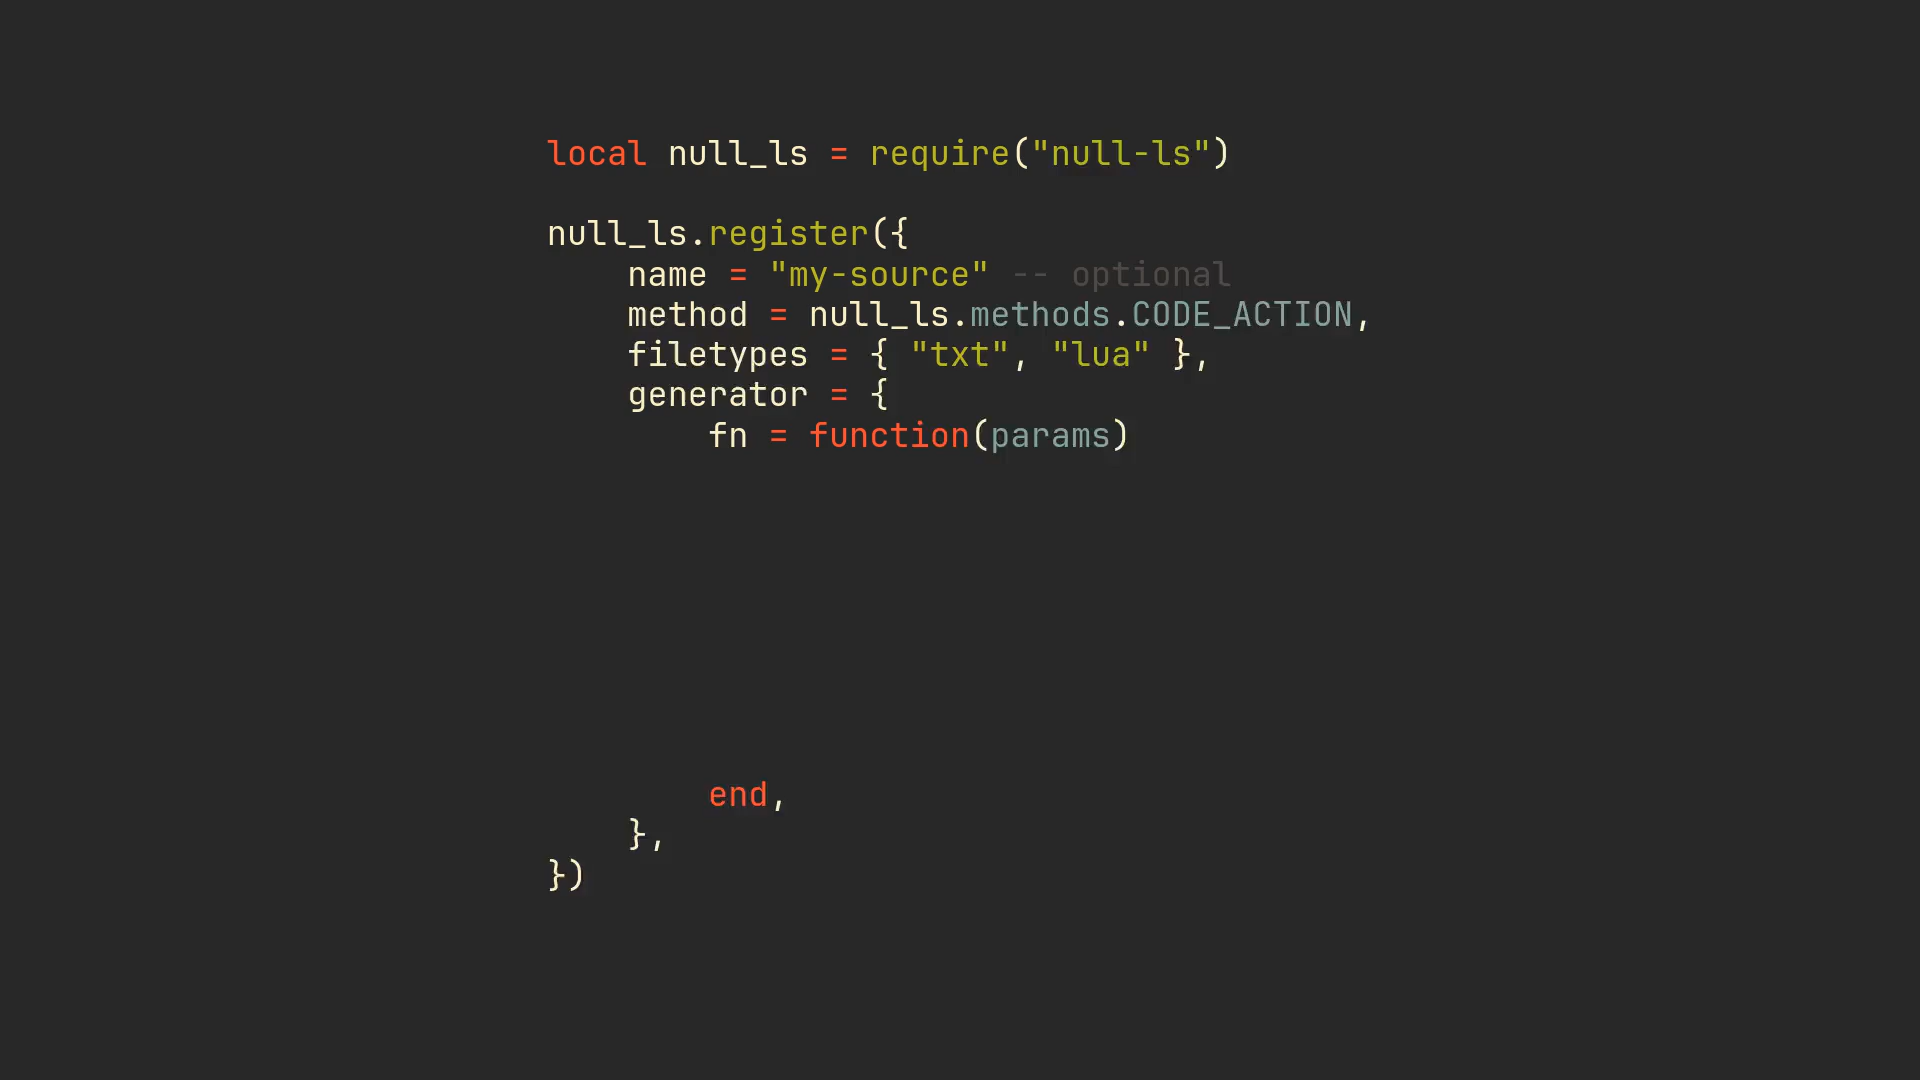 local null_ls = require("null-ls")
null_ls.register({
    name = "my-source" -- optional
    method = null_ls.methods.CODE_ACTION,
    filetypes = { "txt", "lua" },
    generator = {
        fn = function(params)
        end,
    },
})